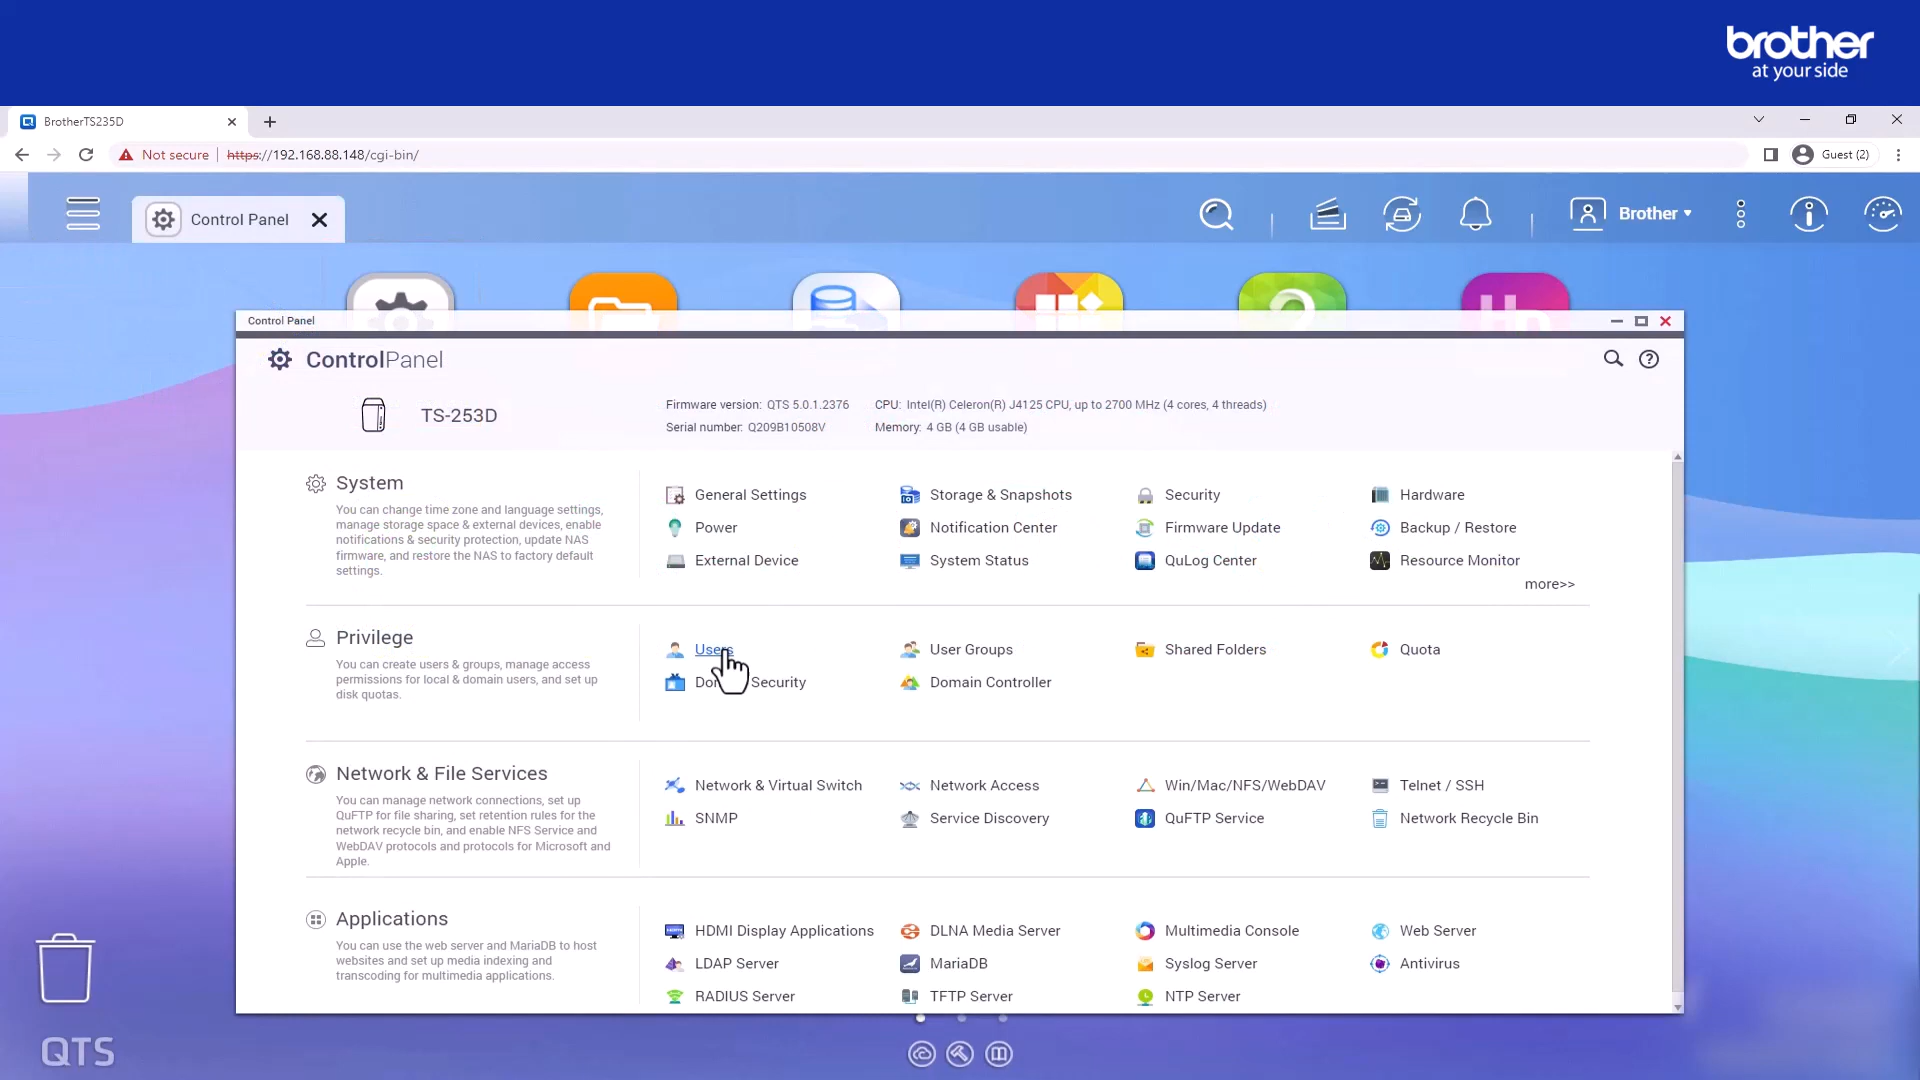 brother
at your side
BrotherTS235D
Not secure
https://192.168.88.148/cgi-bin/
Guest (2)
Control Panel
Brother
Control Panel
ControlPanel
TS-253D
Firmware version: QTS 5.0.1.2376
CPU: Intel(R) Celeron(R) J4125 CPU, up to 2700 MHz (4 cores, 4 threads)
Serial number: Q209B10508V
Memory: 4 GB (4 GB usable)
System
You can change time zone and language settings,
manage storage space & external devices, enable
notifications & security protection, update NAS
firmware, and restore the NAS to factory default
settings.
General Settings
Storage & Snapshots
Security
Hardware
Power
Notification Center
Firmware Update
Backup / Restore
External Device
System Status
QuLog Center
Resource Monitor
more>>
Privilege
You can create users & groups, manage access
permissions for local & domain users, and set up
disk quotas.
Users
User Groups
Shared Folders
Quota
Security
Domain Controller
Network & File Services
You can manage network connections, set up
QuFTP for file sharing, set retention rules for the
network recycle bin, and enable NFS Service and
WebDAV protocols and protocols for Microsoft and
Apple.
Network & Virtual Switch
Network Access
Win/Mac/NFS/WebDAV
Telnet / SSH
SNMP
Service Discovery
QuFTP Service
Network Recycle Bin
Applications
You can use the web server and MariaDB to host
websites and set up media indexing and
transcoding for multimedia applications.
HDMI Display Applications
DLNA Media Server
Multimedia Console
Web Server
LDAP Server
MariaDB
Syslog Server
Antivirus
RADIUS Server
TFTP Server
NTP Server
QTS